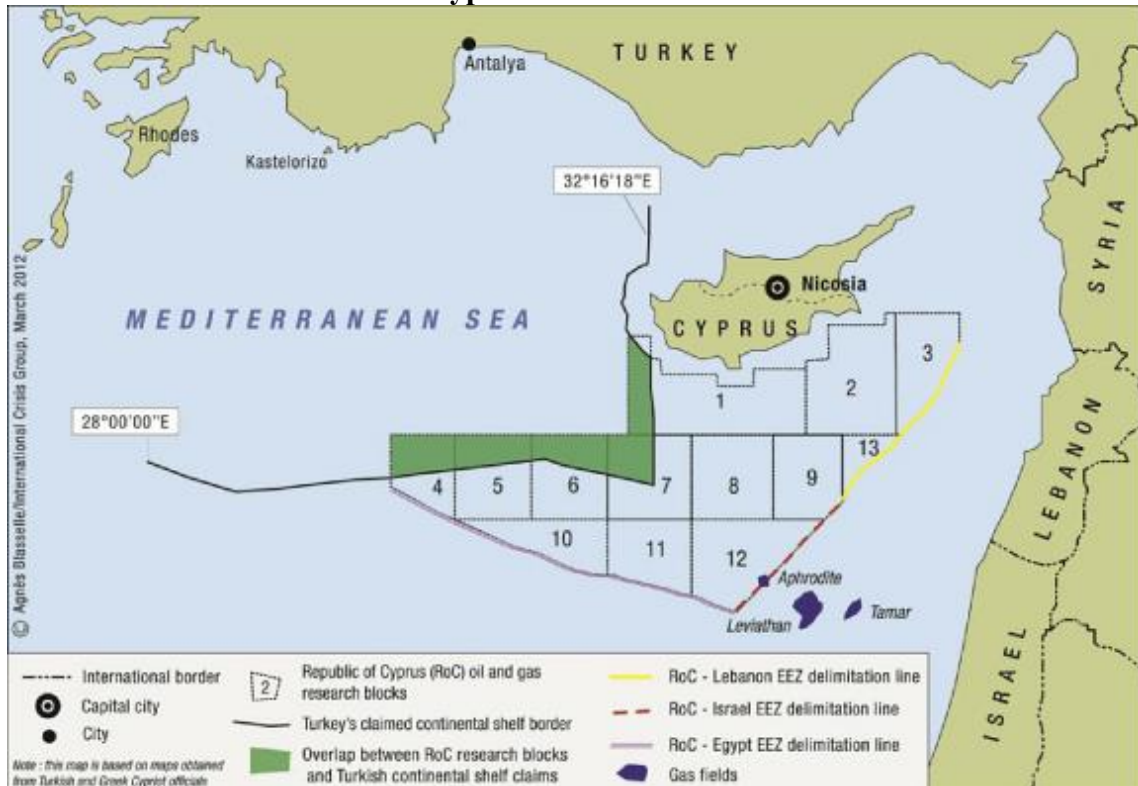 TURKEY
Antalya
Rhodes
Kastelorizo
32°16'18"E
Nicosia
CYPRUS
SYRIA
MEDITERRANEAN SEA
28°00'00"E
1
2
3
4
5
6
7
8
9
13
10
11
12
Aphrodite
Leviathan
Tamar
LEBANON
ISRAEL
© Agnès Blasselle/International Crisis Group, March 2012
International border
Capital city
City
Note : this map is based on maps obtained
from Turkish and Greek Cypriot officials
2
Republic of Cyprus (RoC) oil and gas
research blocks
Turkey's claimed continental shelf border
Overlap between RoC research blocks
and Turkish continental shelf claims
RoC - Lebanon EEZ delimitation line
RoC - Israel EEZ delimitation line
RoC - Egypt EEZ delimitation line
Gas fields